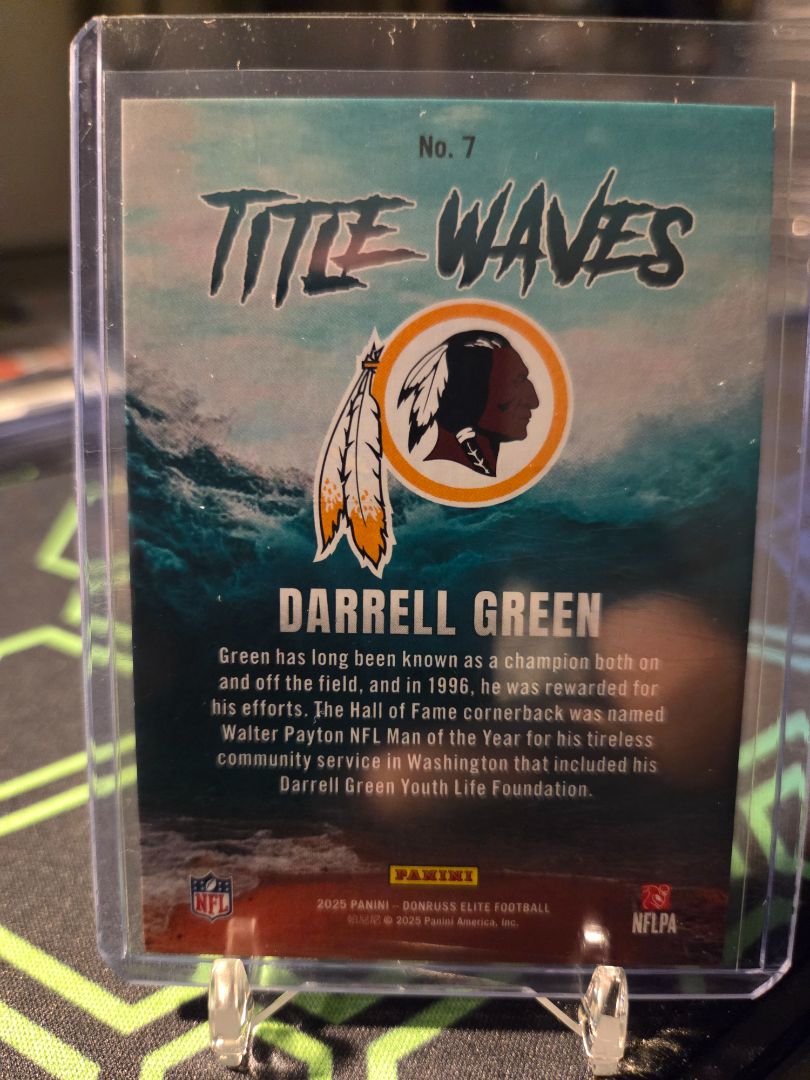 No. 7
TITLE WAVES
DARRELL GREEN
Green has long been known as a champion both on
and off the field, and in 1996, he was rewarded for
his efforts. The Hall of Fame cornerback was named
Walter Payton NFL Man of the Year for his tireless
community service in Washington that included his
Darrell Green Youth Life Foundation.
PANINI
NFL
2025 PANINI – DONRUSS ELITE FOOTBALL
帕尼尼 © 2025 Panini America, Inc.
NFLPA